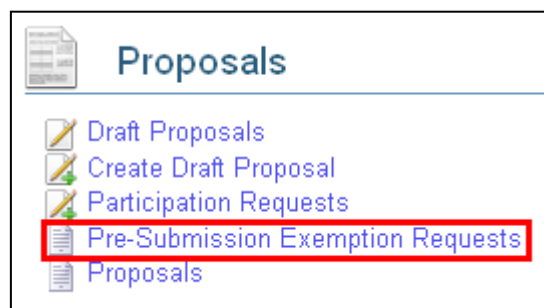 Proposals
Draft Proposals
Create Draft Proposal
Participation Requests
Pre-Submission Exemption Requests
Proposals